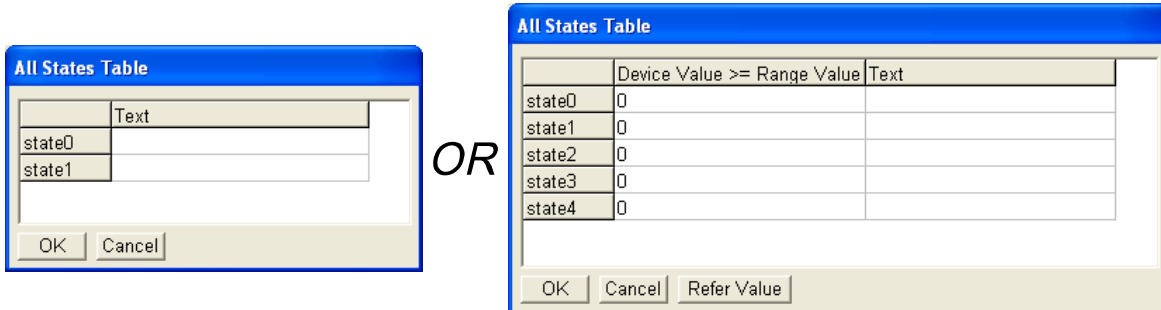 All States Table
Text
state0
state1
OK Cancel
OR
All States Table
Device Value >= Range Value Text
state0 0
state1 0
state2 0
state3 0
state4 0
OK Cancel Refer Value